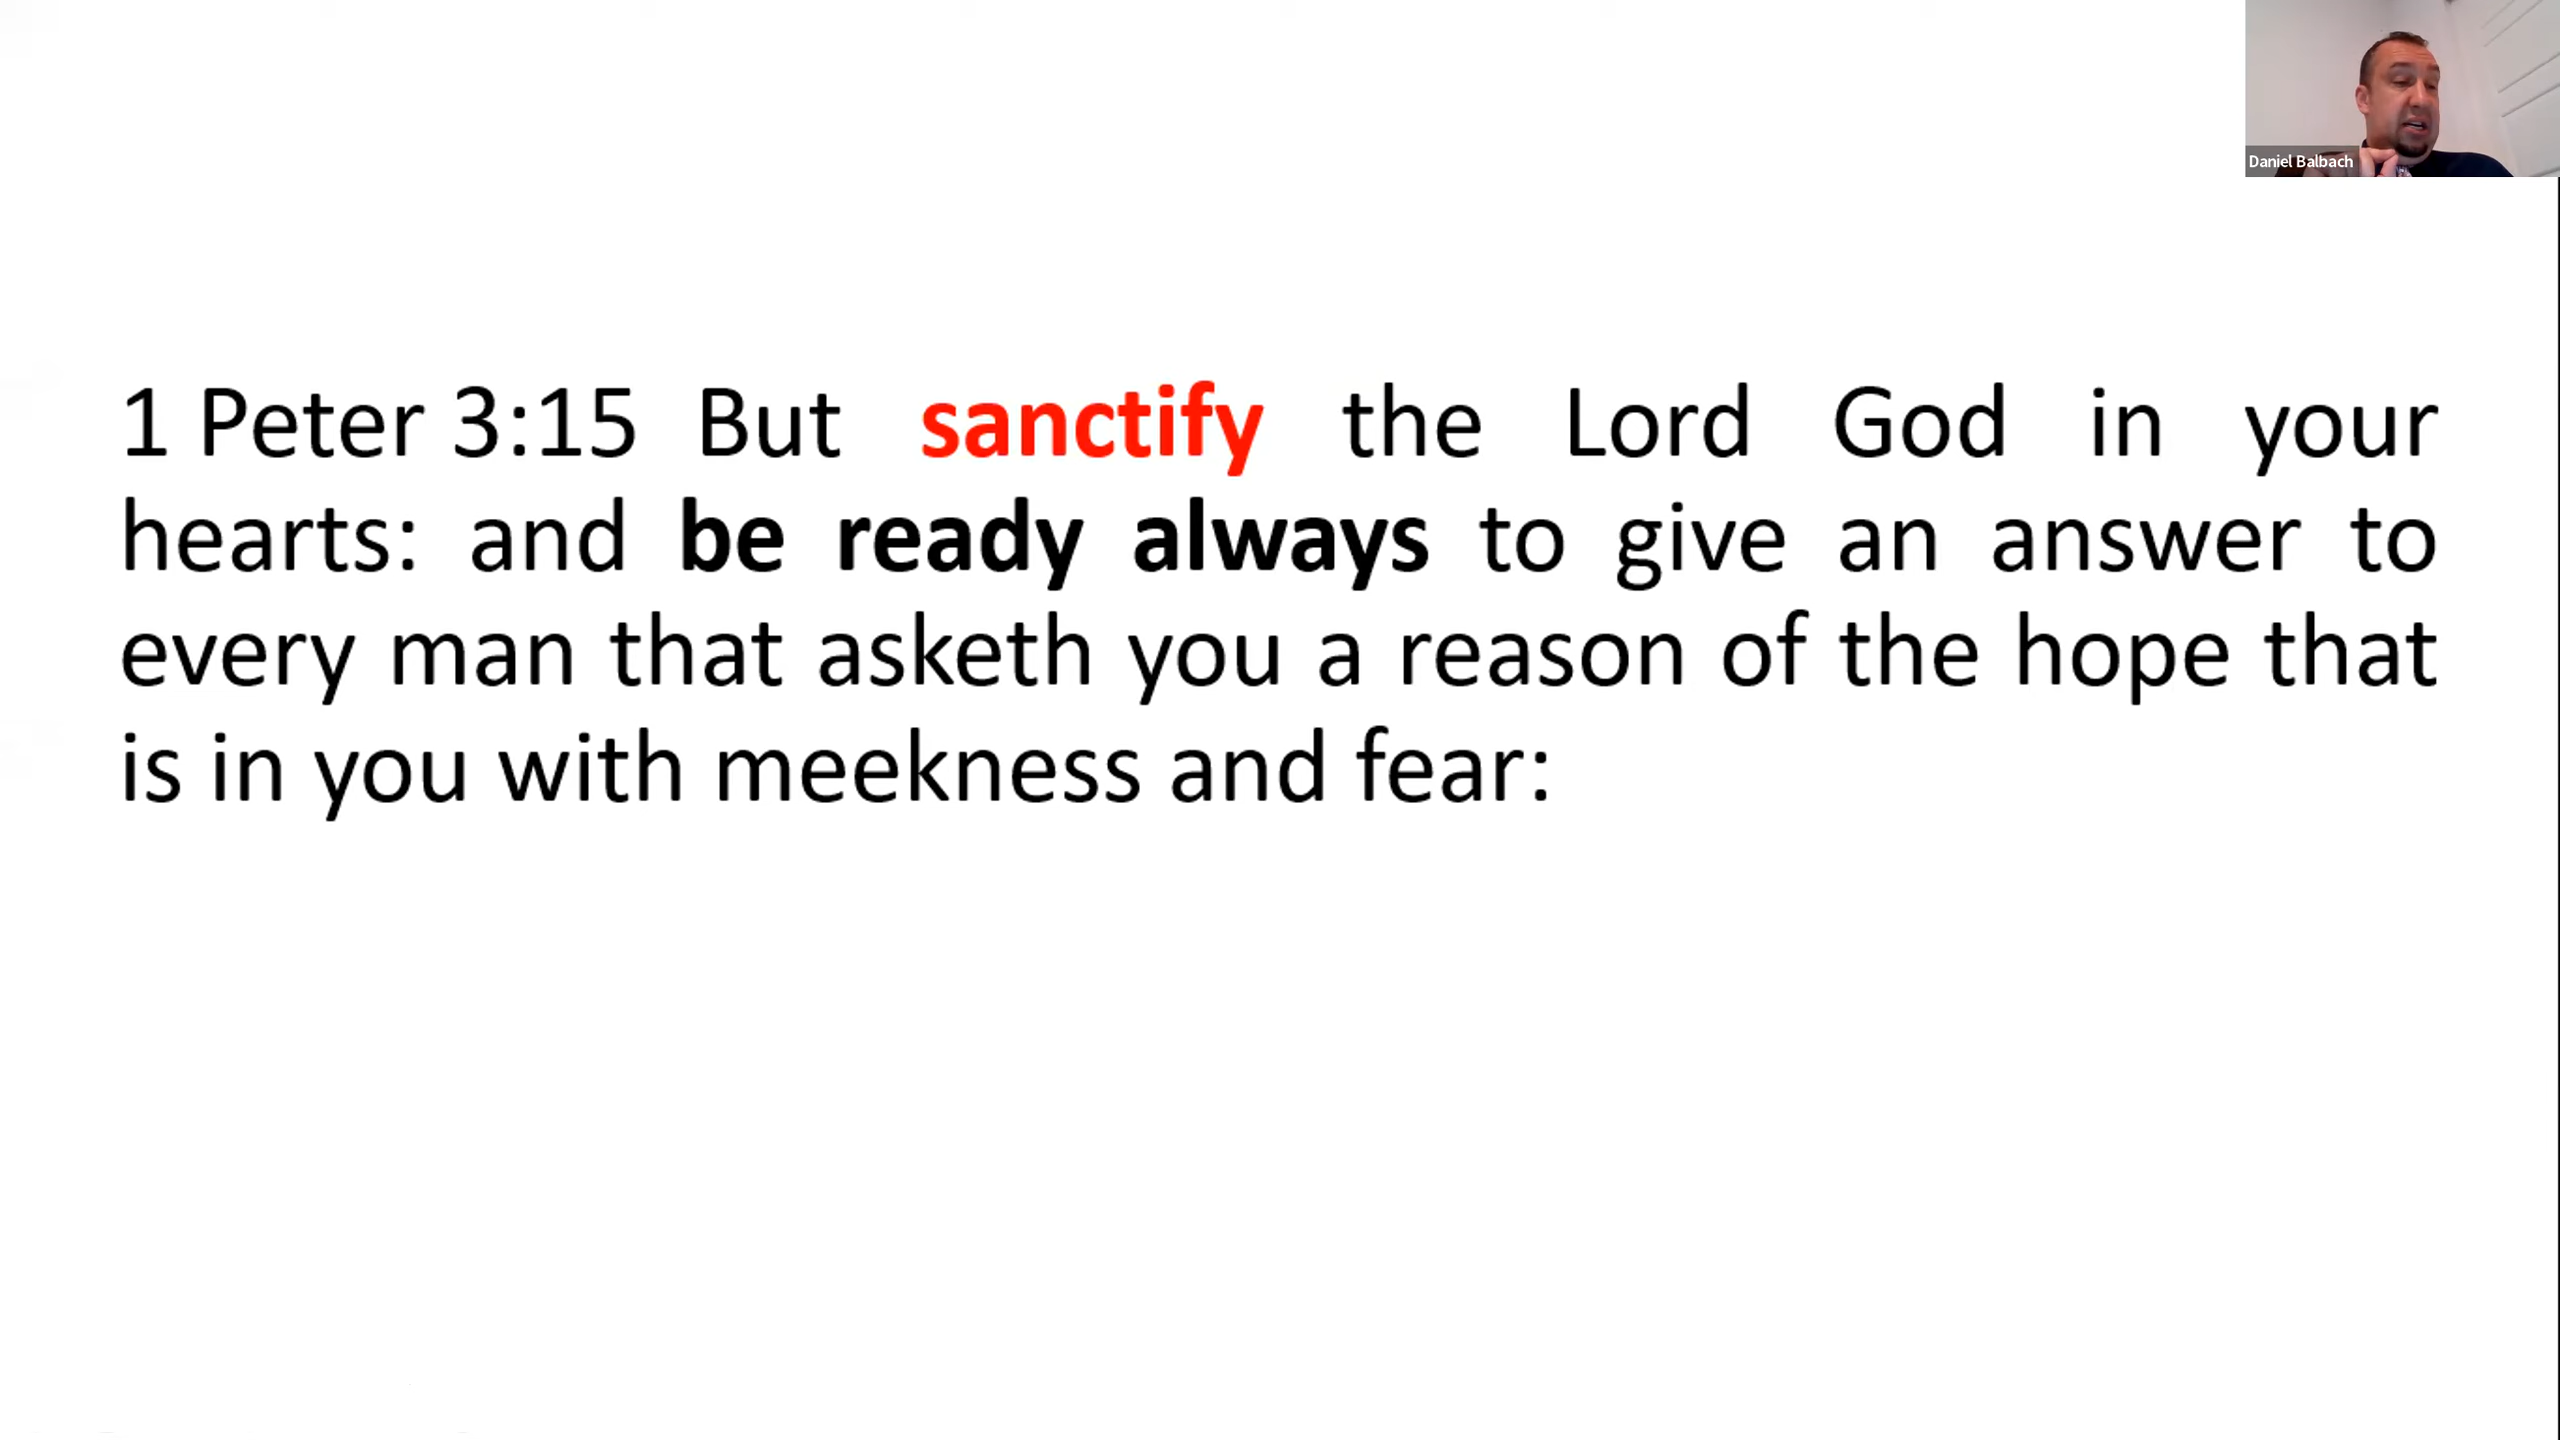 Daniel Balbach
1 Peter 3:15 But sanctify the Lord God in your
hearts: and be ready always to give an answer to
every man that asketh you a reason of the hope that
is in you with meekness and fear: